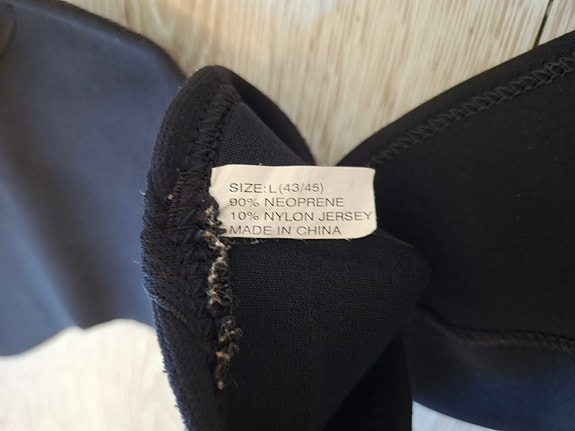 SIZE:L(43/45)
90% NEOPRENE
10% NYLON JERSEY
MADE IN CHINA